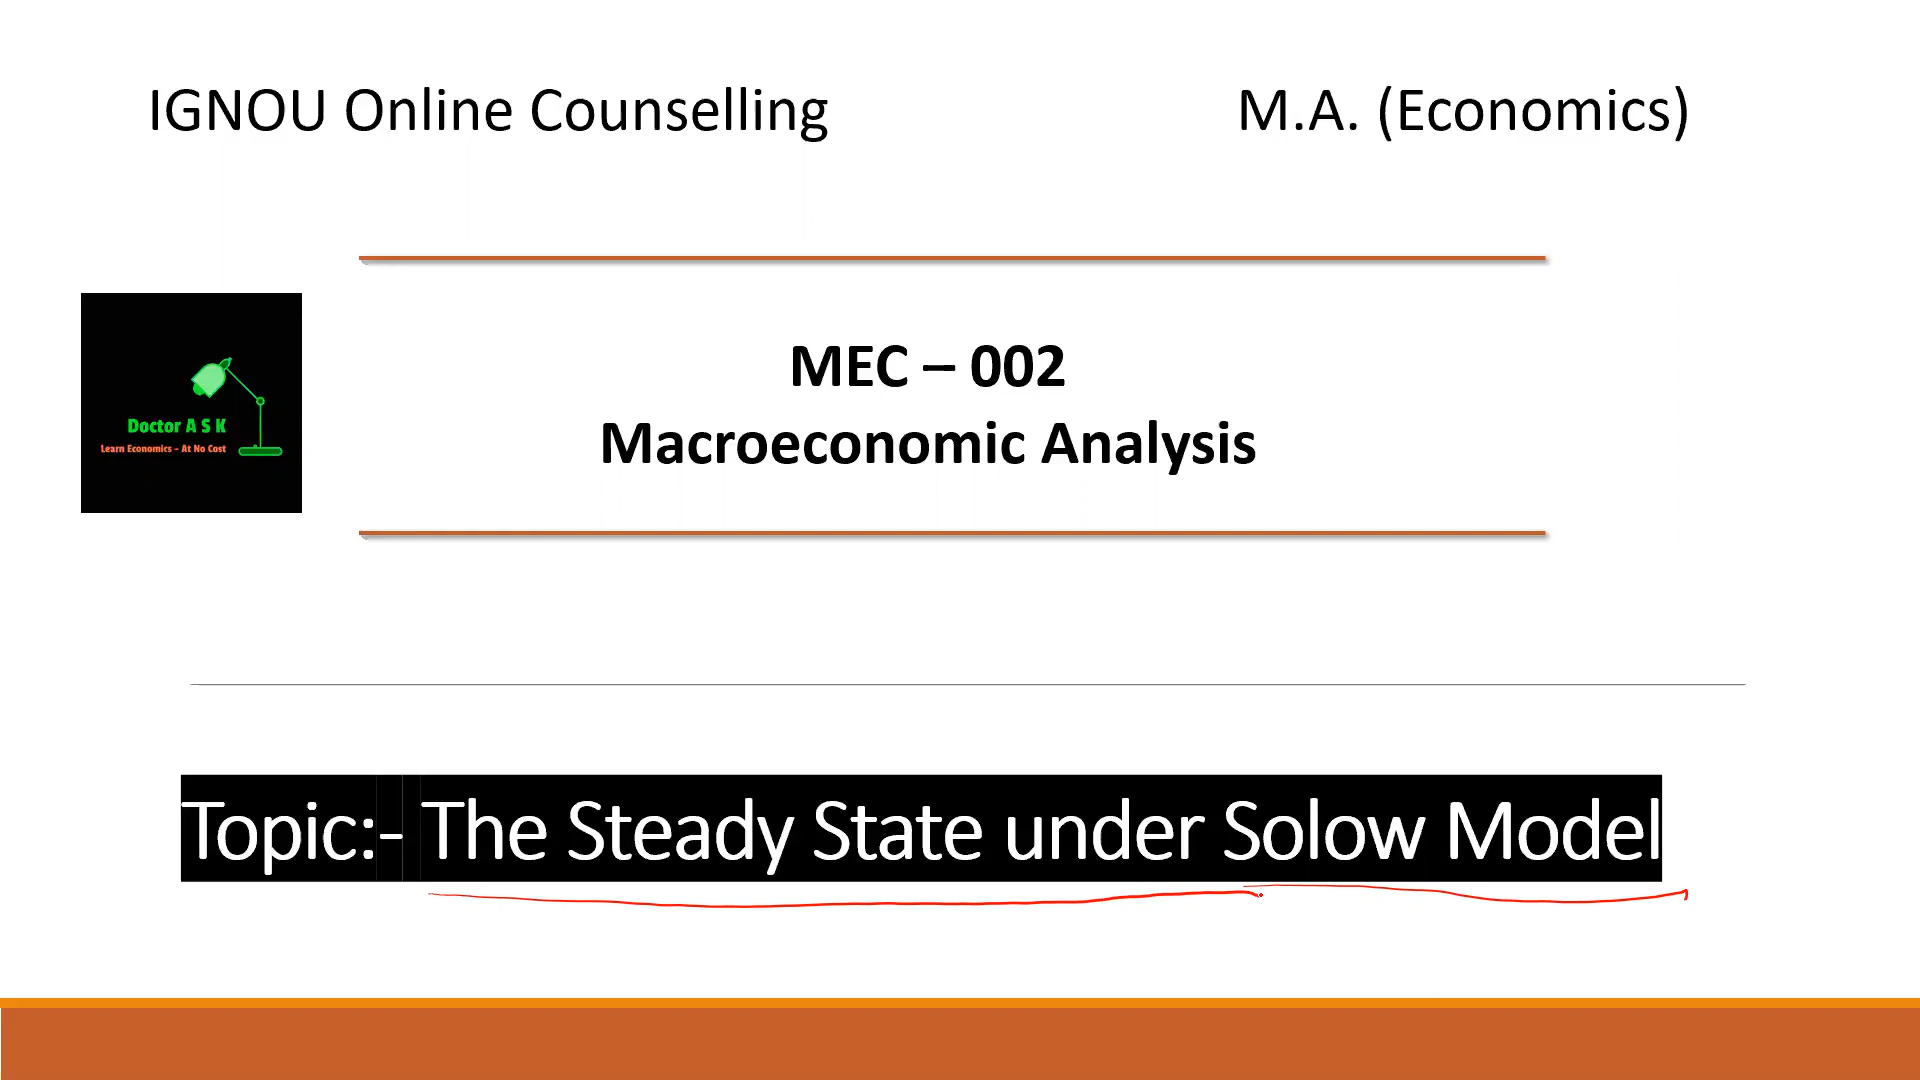 IGNOU Online Counselling
M.A. (Economics)
MEC – 002
Macroeconomic Analysis
Doctor A S K
Learn Economics - At No Cost
Topic:- The Steady State under Solow Model